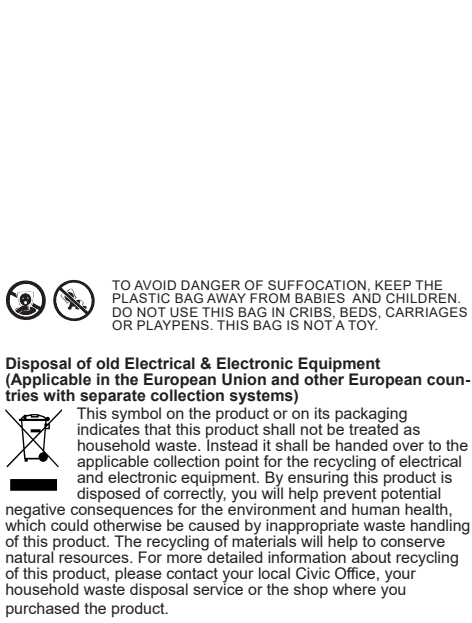 TO AVOID DANGER OF SUFFOCATION, KEEP THE
PLASTIC BAG AWAY FROM BABIES AND CHILDREN.
DO NOT USE THIS BAG IN CRIBS, BEDS, CARRIAGES
OR PLAYPENS. THIS BAG IS NOT A TOY.
Disposal of old Electrical & Electronic Equipment
(Applicable in the European Union and other European coun-
tries with separate collection systems)
This symbol on the product or on its packaging
indicates that this product shall not be treated as
household waste. Instead it shall be handed over to the
applicable collection point for the recycling of electrical
and electronic equipment. By ensuring this product is
disposed of correctly, you will help prevent potential
negative consequences for the environment and human health,
which could otherwise be caused by inappropriate waste handling
of this product. The recycling of materials will help to conserve
natural resources. For more detailed information about recycling
of this product, please contact your local Civic Office, your
household waste disposal service or the shop where you
purchased the product.